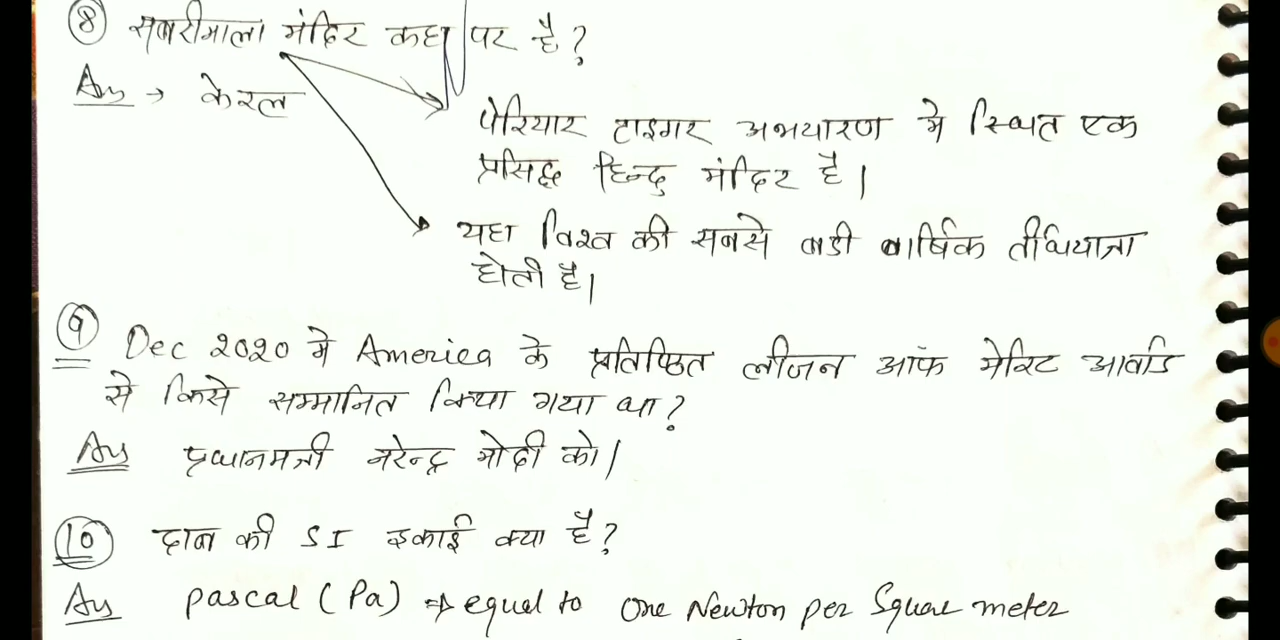 ⑧ सबरीमाला मंदिर कहा पर है?
Ans → केरल
पेरियार टाइगर अभयारण मे स्थित एक
प्रसिद्ध हिन्दु मंदिर है।
यहा विश्व की सबसे बडी वार्षिक तीर्थयात्रा
होती है।
⑨ Dec 2020 मे America के प्रतिष्ठित लीजन ऑफ मेरिट आवर्ड
से किसे सम्मानित किया गया था?
Ans प्रधानमत्री नरेन्द्र मोदी को।
⑩ दाब की SI इकाई क्या है?
Ans pascal (Pa) ⇒ equal to One Newton per Square meter